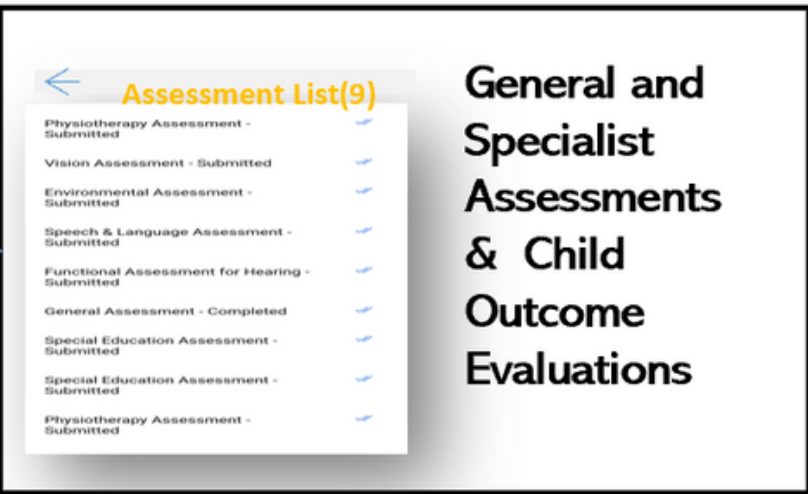 Assessment List(9)
Physiotherapy Assessment -
Submitted
Vision Assessment - Submitted
Environmental Assessment -
Submitted
Speech & Language Assessment -
Submitted
Functional Assessment for Hearing -
Submitted
General Assessment - Completed
Special Education Assessment -
Submitted
Special Education Assessment -
Submitted
Physiotherapy Assessment -
Submitted
General and
Specialist
Assessments
& Child
Outcome
Evaluations